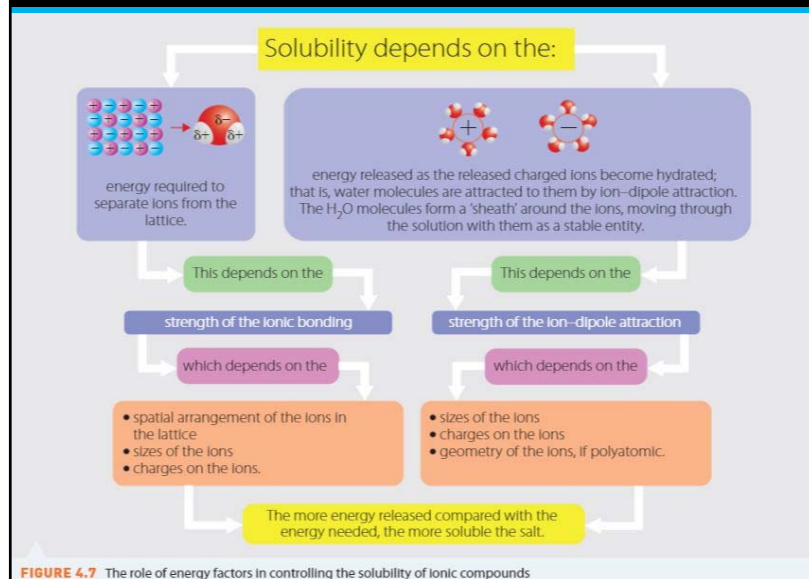 Solubility depends on the:
+ − + − +
− + − + −
+ − + − +
− + − + −
δ−
δ+ δ+
energy required to
separate ions from the
lattice.
+
−
energy released as the released charged ions become hydrated;
that is, water molecules are attracted to them by ion–dipole attraction.
The H₂O molecules form a ‘sheath’ around the ions, moving through
the solution with them as a stable entity.
This depends on the
This depends on the
strength of the ionic bonding
strength of the ion–dipole attraction
which depends on the
which depends on the
• spatial arrangement of the ions in
the lattice
• sizes of the ions
• charges on the ions.
• sizes of the ions
• charges on the ions
• geometry of the ions, if polyatomic.
The more energy released compared with the
energy needed, the more soluble the salt.
FIGURE 4.7 The role of energy factors in controlling the solubility of ionic compounds